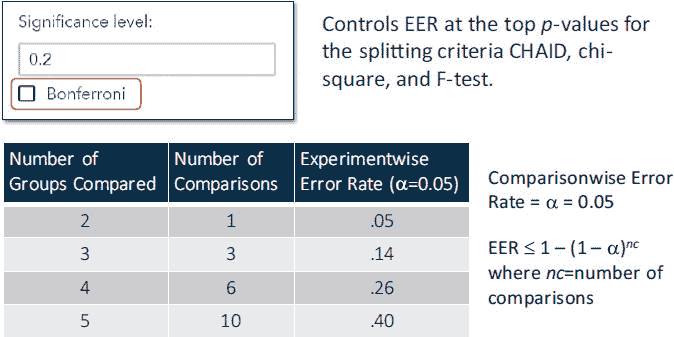 Significance level:
0.2
Bonferroni
Controls EER at the top p-values for
the splitting criteria CHAID, chi-
square, and F-test.
Number of Groups Compared Number of Comparisons Experimentwise Error Rate (α=0.05)
2 1 .05
3 3 .14
4 6 .26
5 10 .40
Comparisonwise Error
Rate = α = 0.05
EER ≤ 1 – (1 – α)^nc
where nc=number of
comparisons